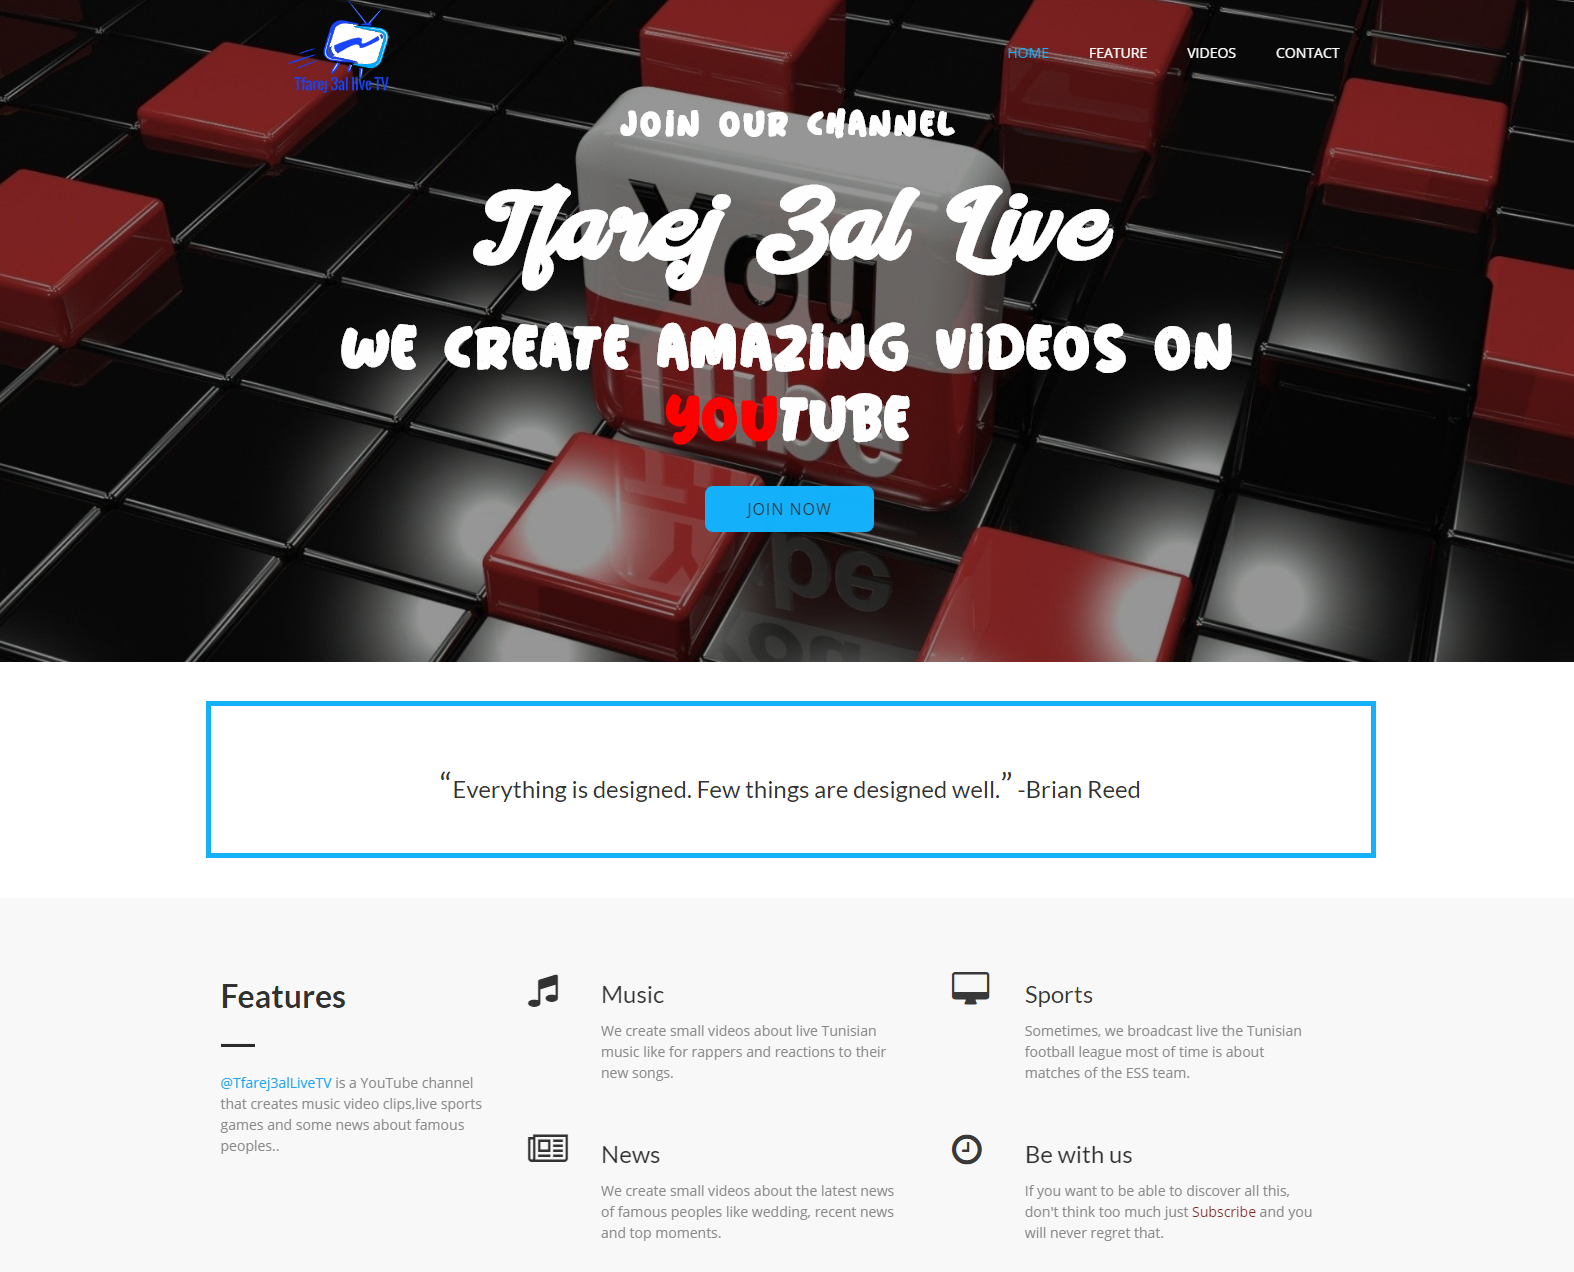 Tfarej 3al live TV
HOME FEATURE VIDEOS CONTACT
JOIN OUR CHANNEL
Tfarej 3al Live
WE CREATE AMAZING VIDEOS ON
YOUTUBE
You
Tube
JOIN NOW
“Everything is designed. Few things are designed well.” -Brian Reed
Features
@Tfarej3alLiveTV is a YouTube channel
that creates music video clips,live sports
games and some news about famous
peoples..
Music
We create small videos about live Tunisian
music like for rappers and reactions to their
new songs.
Sports
Sometimes, we broadcast live the Tunisian
football league most of time is about
matches of the ESS team.
News
We create small videos about the latest news
of famous peoples like wedding, recent news
and top moments.
Be with us
If you want to be able to discover all this,
don't think too much just Subscribe and you
will never regret that.